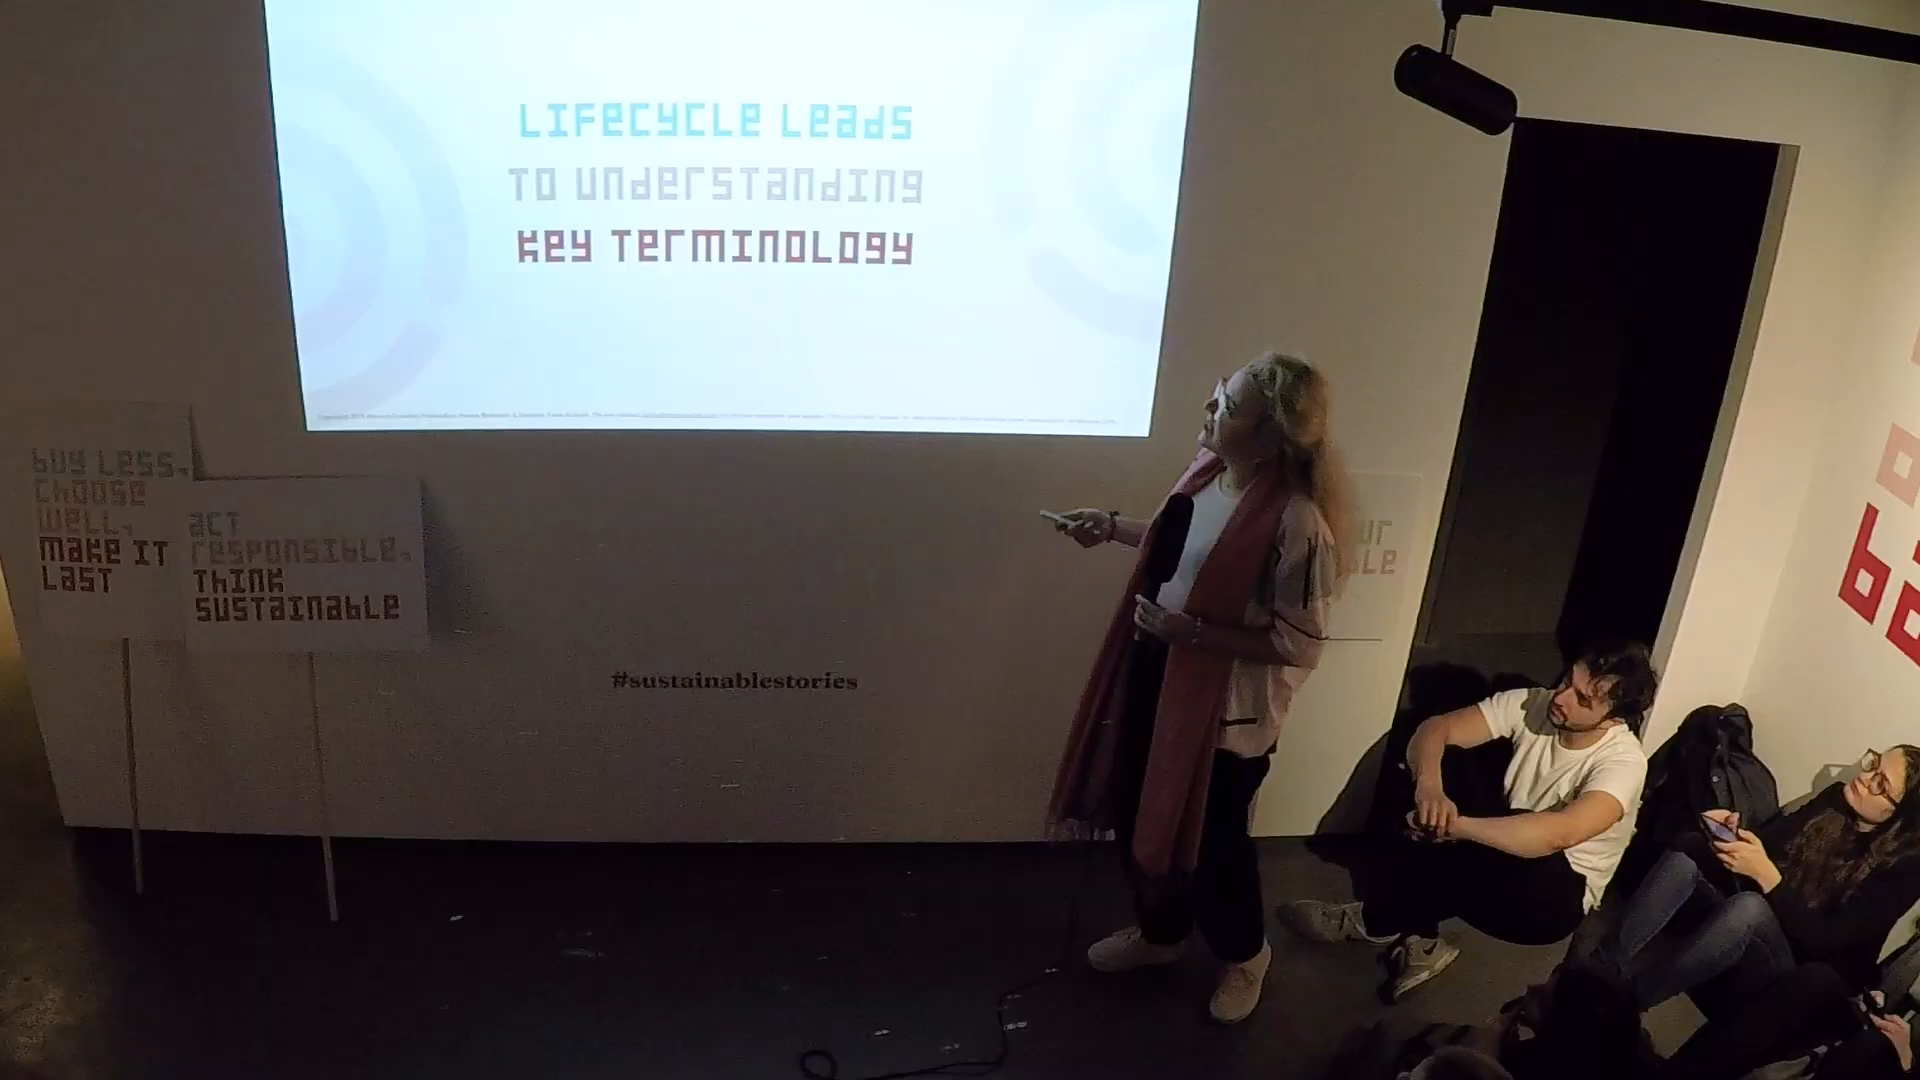 Lifecycle Leads
to understanding
key terminology
buy less,
choose
well,
make it
last
act
responsible,
think
sustainable
#sustainablestories